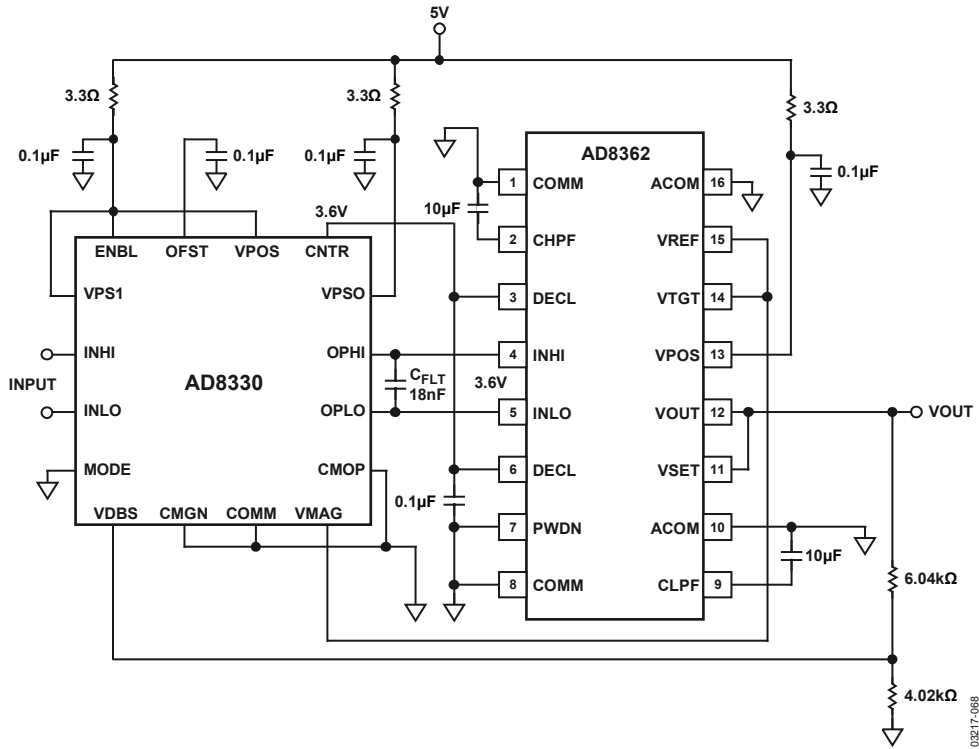 5V
3.3Ω
3.3Ω
3.3Ω
0.1µF
0.1µF
0.1µF
0.1µF
3.6V
ENBL
OFST
VPOS
CNTR
VPS1
VPSO
INHI
OPHI
INPUT
AD8330
CFLT
18nF
INLO
OPLO
MODE
CMOP
VDBS
CMGN
COMM
VMAG
10µF
3.6V
0.1µF
AD8362
1 COMM
ACOM 16
2 CHPF
VREF 15
3 DECL
VTGT 14
4 INHI
VPOS 13
5 INLO
VOUT 12
6 DECL
VSET 11
7 PWDN
ACOM 10
8 COMM
CLPF 9
10µF
VOUT
6.04kΩ
4.02kΩ
03217-068